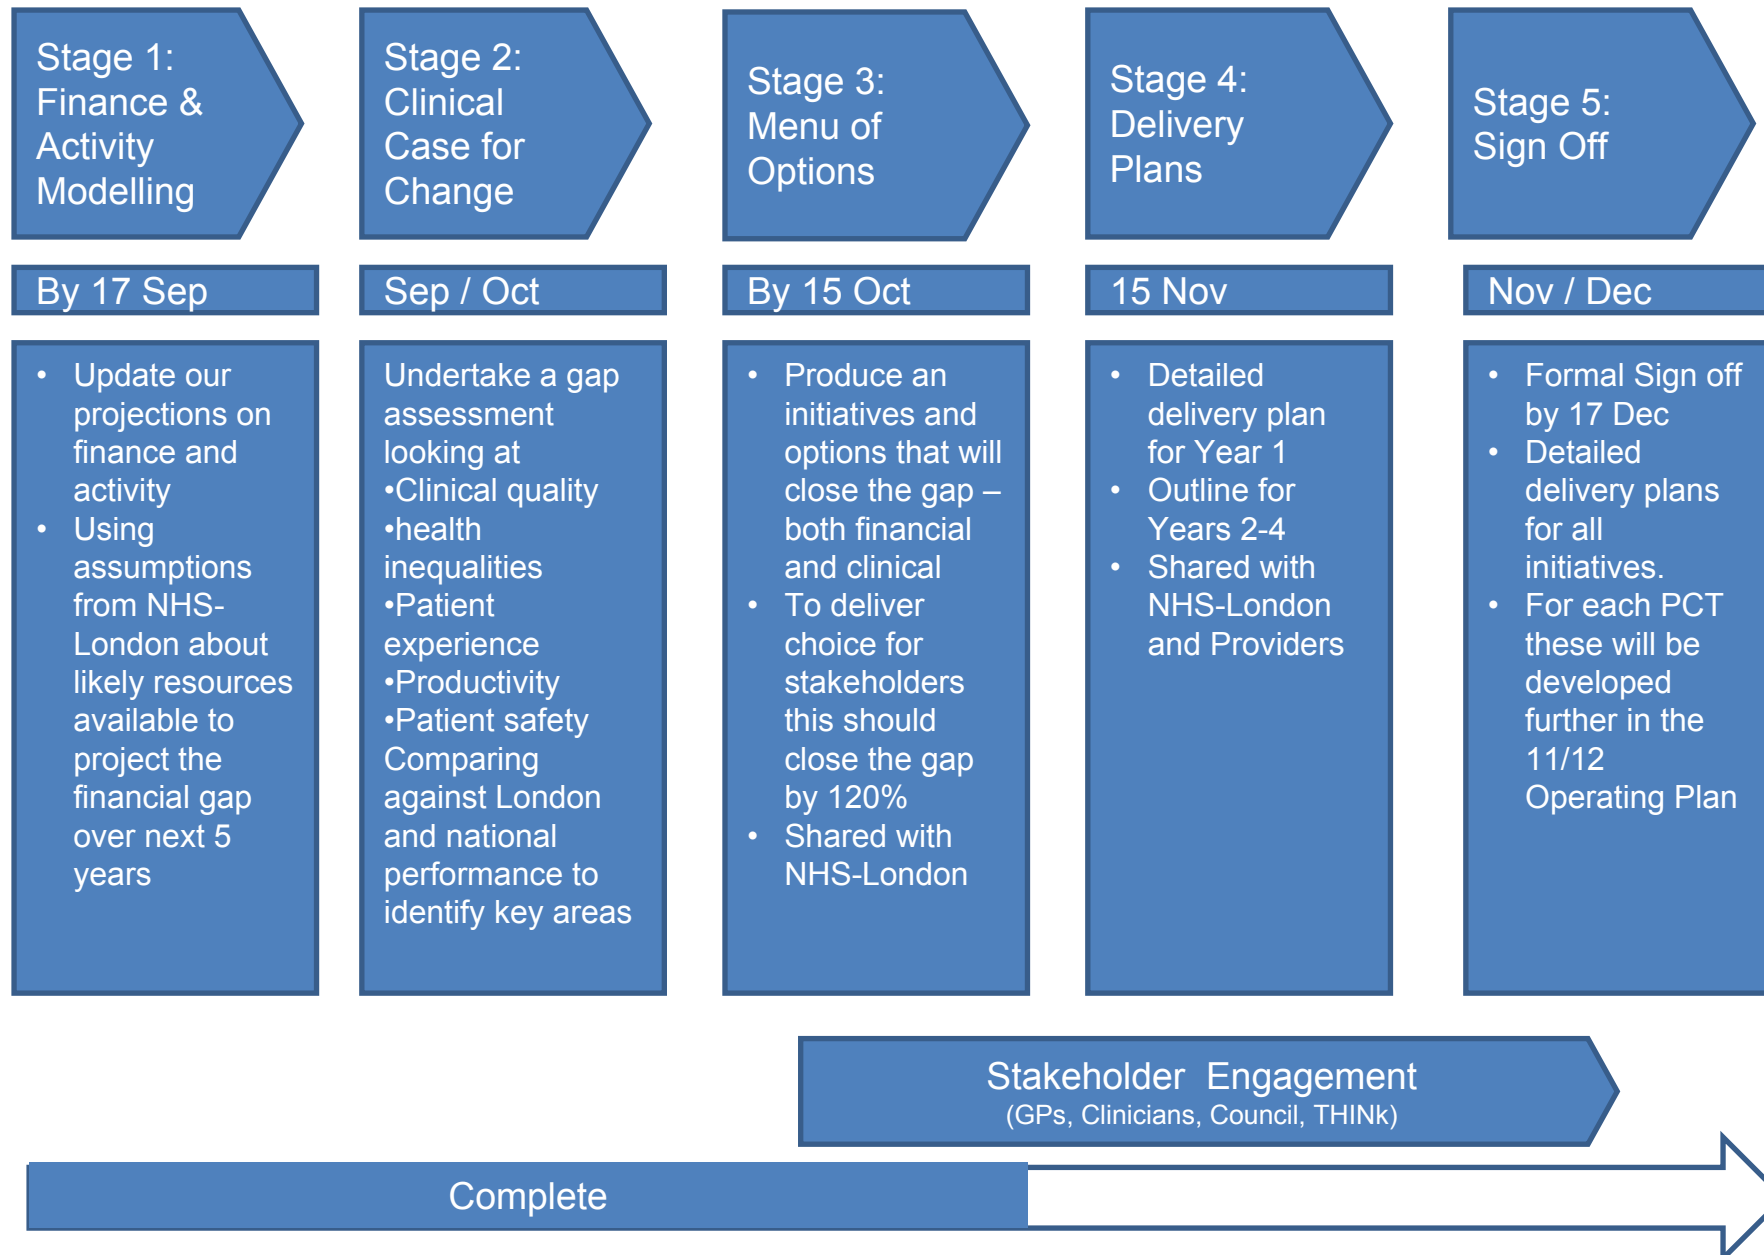 Stage 1:
Finance &
Activity
Modelling
Stage 2:
Clinical
Case for
Change
Stage 3:
Menu of
Options
Stage 4:
Delivery
Plans
Stage 5:
Sign Off
By 17 Sep
Sep / Oct
By 15 Oct
15 Nov
Nov / Dec
• Update our
projections on
finance and
activity
• Using
assumptions
from NHS-
London about
likely resources
available to
project the
financial gap
over next 5
years
Undertake a gap
assessment
looking at
•Clinical quality
•health
inequalities
•Patient
experience
•Productivity
•Patient safety
Comparing
against London
and national
performance to
identify key areas
• Produce an
initiatives and
options that will
close the gap –
both financial
and clinical
• To deliver
choice for
stakeholders
this should
close the gap
by 120%
• Shared with
NHS-London
• Detailed
delivery plan
for Year 1
• Outline for
Years 2-4
• Shared with
NHS-London
and Providers
• Formal Sign off
by 17 Dec
• Detailed
delivery plans
for all
initiatives.
• For each PCT
these will be
developed
further in the
11/12
Operating Plan
Stakeholder Engagement
(GPs, Clinicians, Council, THINk)
Complete